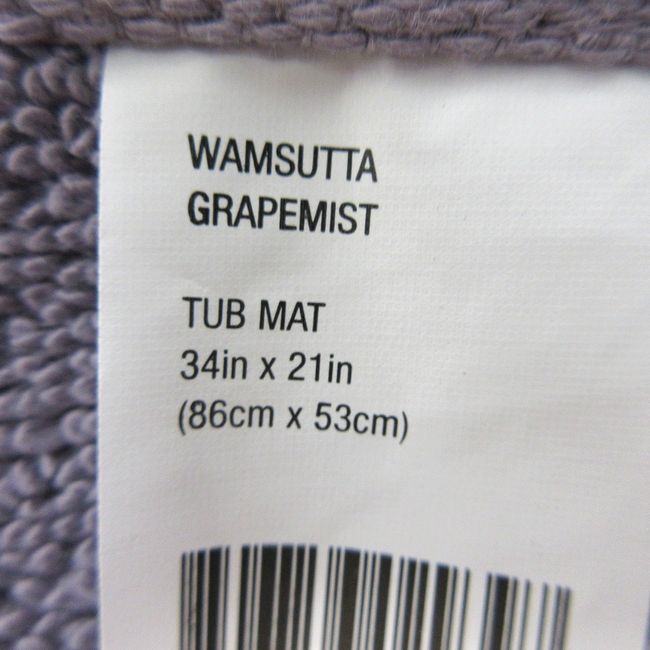 WAMSUTTA
GRAPEMIST
TUB MAT
34in x 21in
(86cm x 53cm)